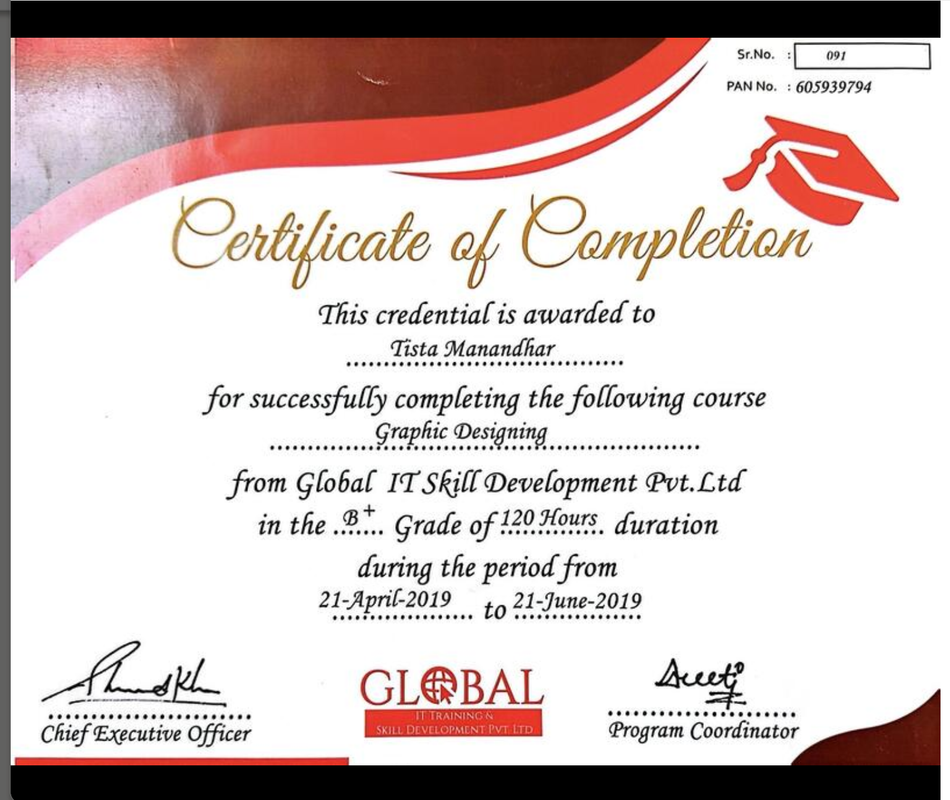 Sr.No. : 091
PAN No. : 605939794
Certificate of Completion
This credential is awarded to
Tista Manandhar
for successfully completing the following course
Graphic Designing
from Global IT Skill Development Pvt.Ltd
in the B+ Grade of 120 Hours duration
during the period from
21-April-2019 to 21-June-2019
Chief Executive Officer
GLOBAL
IT TRAINING &
SKILL DEVELOPMENT PVT LTD
Program Coordinator